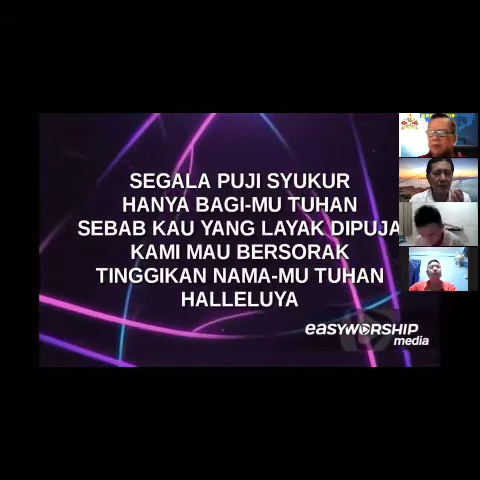 SEGALA PUJI SYUKUR
HANYA BAGI-MU TUHAN
SEBAB KAU YANG LAYAK DIPUJA
KAMI MAU BERSORAK
TINGGIKAN NAMA-MU TUHAN
HALLELUYA
easyWORSHIP
media